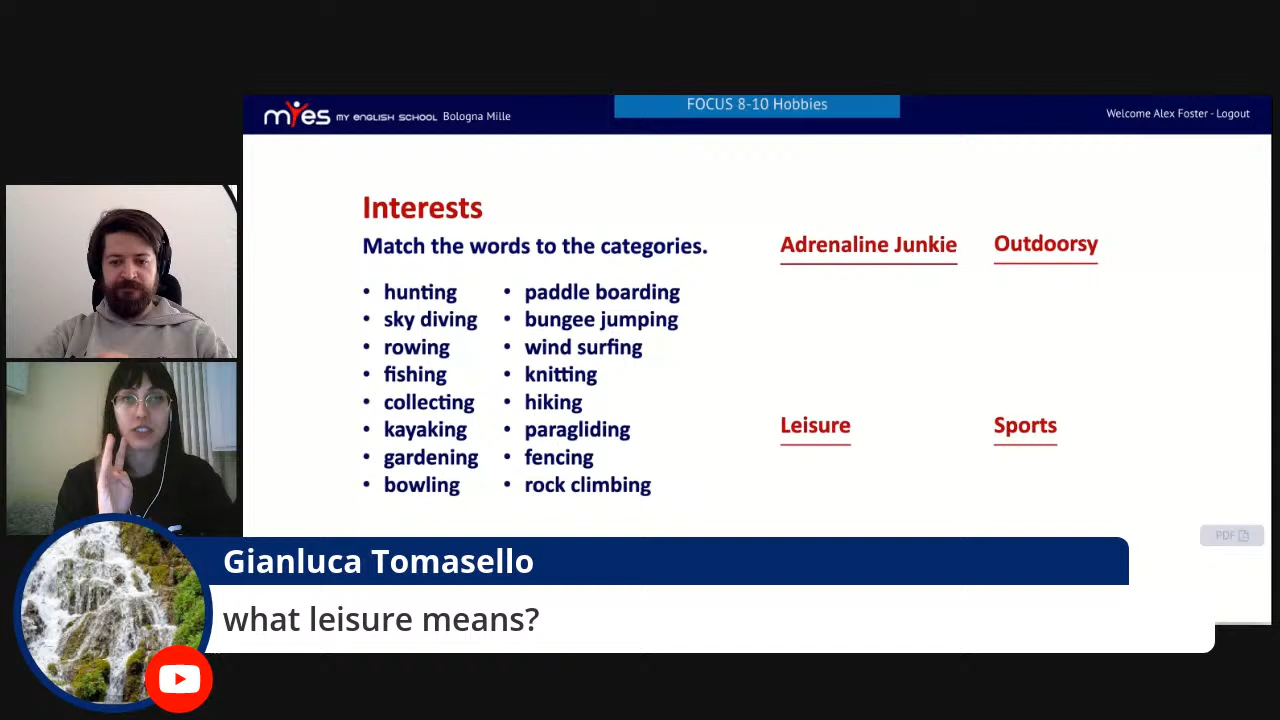 myes MY ENGLISH SCHOOL Bologna Mille
FOCUS 8-10 Hobbies
Welcome Alex Foster - Logout
Interests
Match the words to the categories.
• hunting
• sky diving
• rowing
• fishing
• collecting
• kayaking
• gardening
• bowling
• paddle boarding
• bungee jumping
• wind surfing
• knitting
• hiking
• paragliding
• fencing
• rock climbing
Adrenaline Junkie
Outdoorsy
Leisure
Sports
PDF
Gianluca Tomasello
what leisure means?